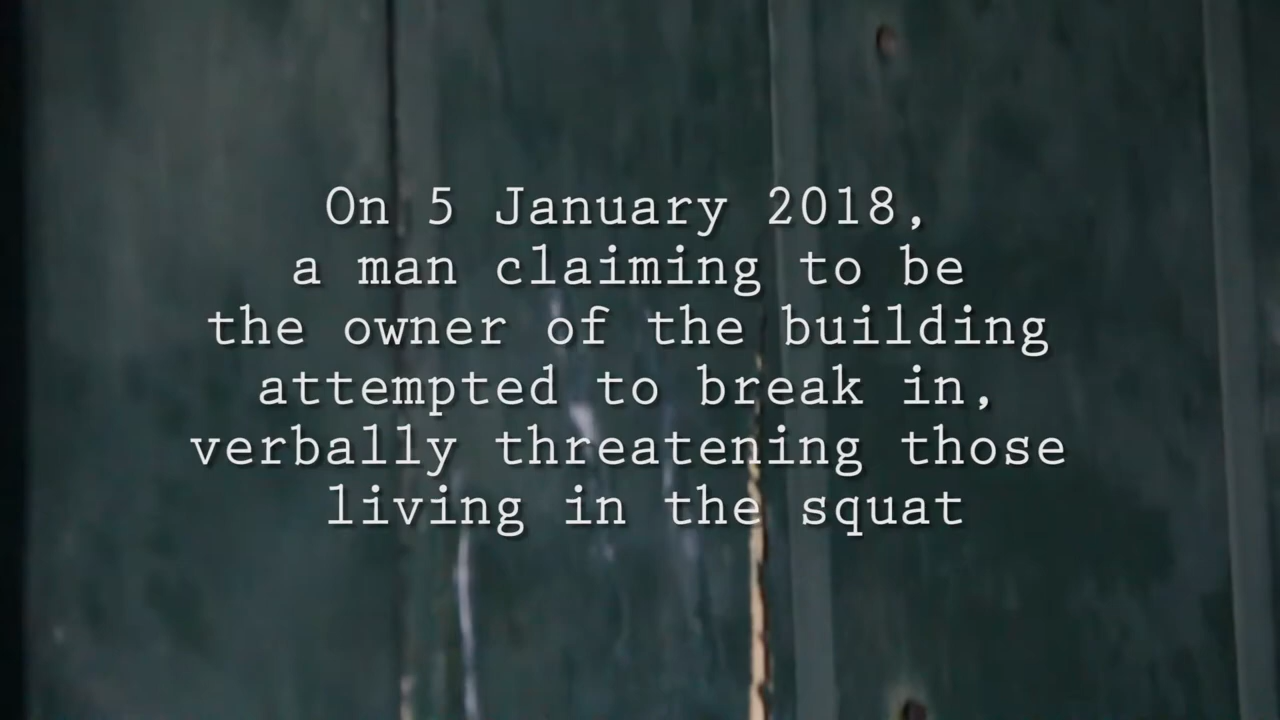 On 5 January 2018,
a man claiming to be
the owner of the building
attempted to break in,
verbally threatening those
living in the squat